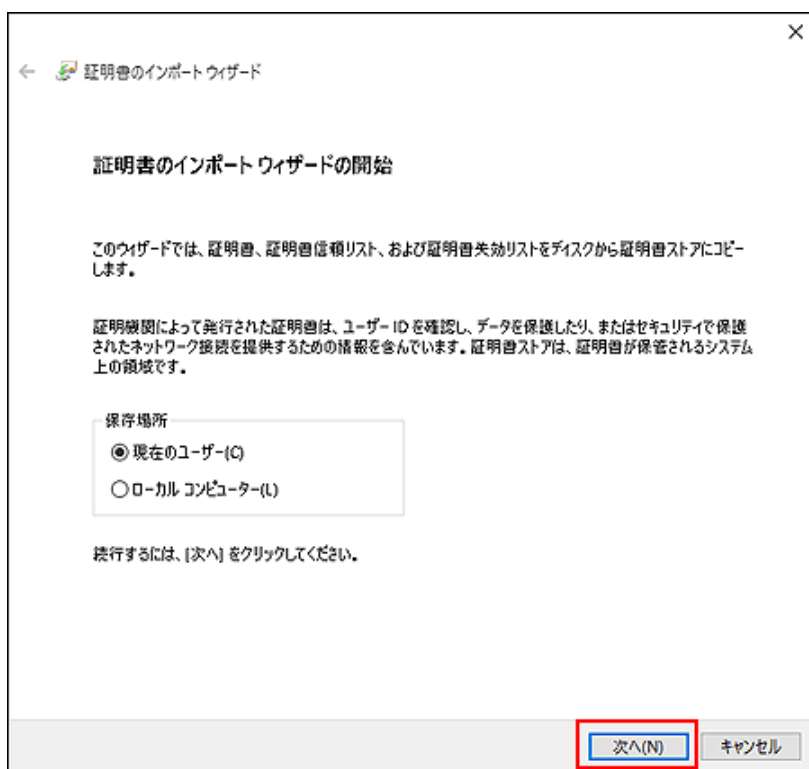 証明書のインポート ウィザード
証明書のインポート ウィザードの開始
このウィザードでは、証明書、証明書信頼リスト、および証明書失効リストをディスクから証明書ストアにコピー
します。
証明機関によって発行された証明書は、ユーザー ID を確認し、データを保護したり、またはセキュリティで保護
されたネットワーク接続を提供するための情報を含んでいます。証明書ストアは、証明書が保管されるシステム
上の領域です。
保存場所
現在のユーザー(C)
ローカル コンピューター(L)
続行するには、[次へ] をクリックしてください。
次へ(N) キャンセル